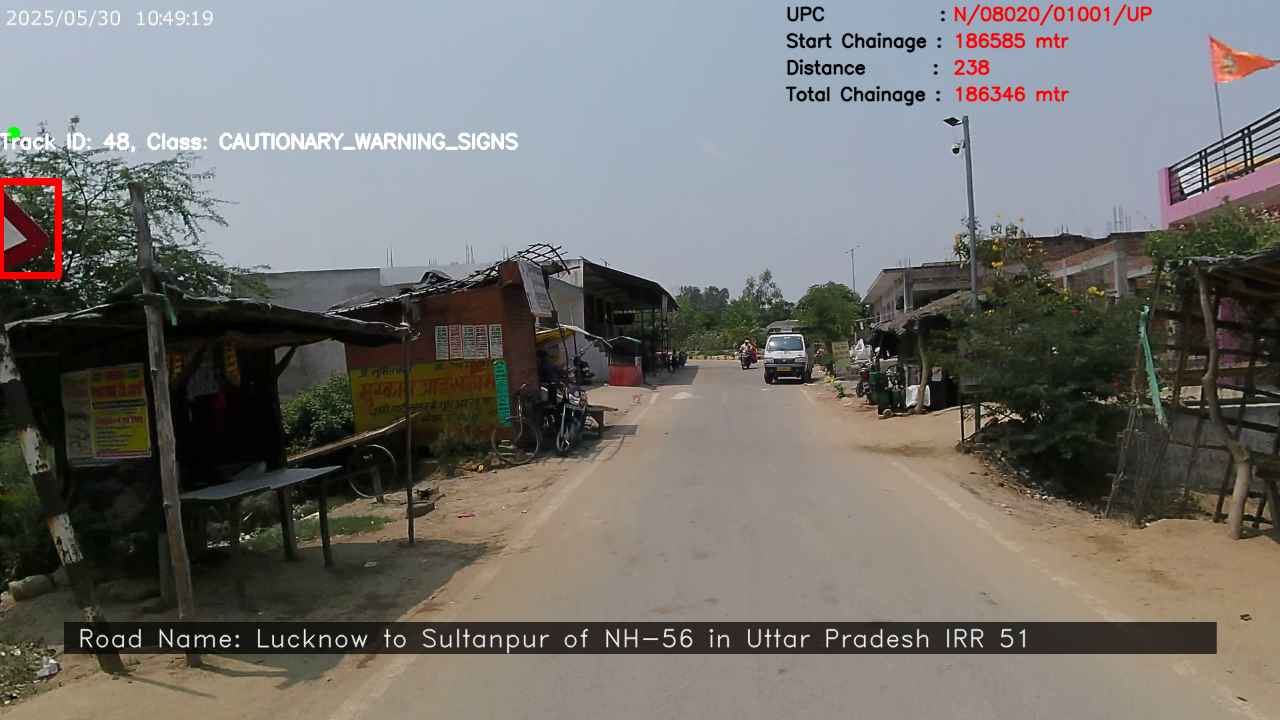 2025/05/30 10:49:19
UPC : N/08020/01001/UP
Start Chainage : 186585 mtr
Distance : 238
Total Chainage : 186346 mtr
Track ID: 48, Class: CAUTIONARY_WARNING_SIGNS
Road Name: Lucknow to Sultanpur of NH-56 in Uttar Pradesh IRR 51